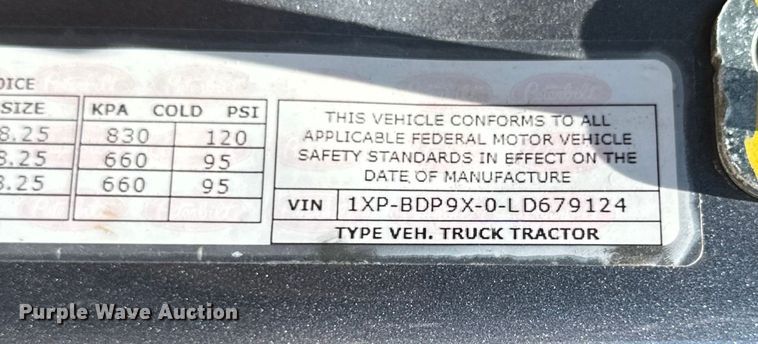 OICE
SIZE KPA COLD PSI
8.25 830 120
8.25 660 95
8.25 660 95
THIS VEHICLE CONFORMS TO ALL
APPLICABLE FEDERAL MOTOR VEHICLE
SAFETY STANDARDS IN EFFECT ON THE
DATE OF MANUFACTURE
VIN 1XP-BDP9X-0-LD679124
TYPE VEH. TRUCK TRACTOR
Purple Wave Auction